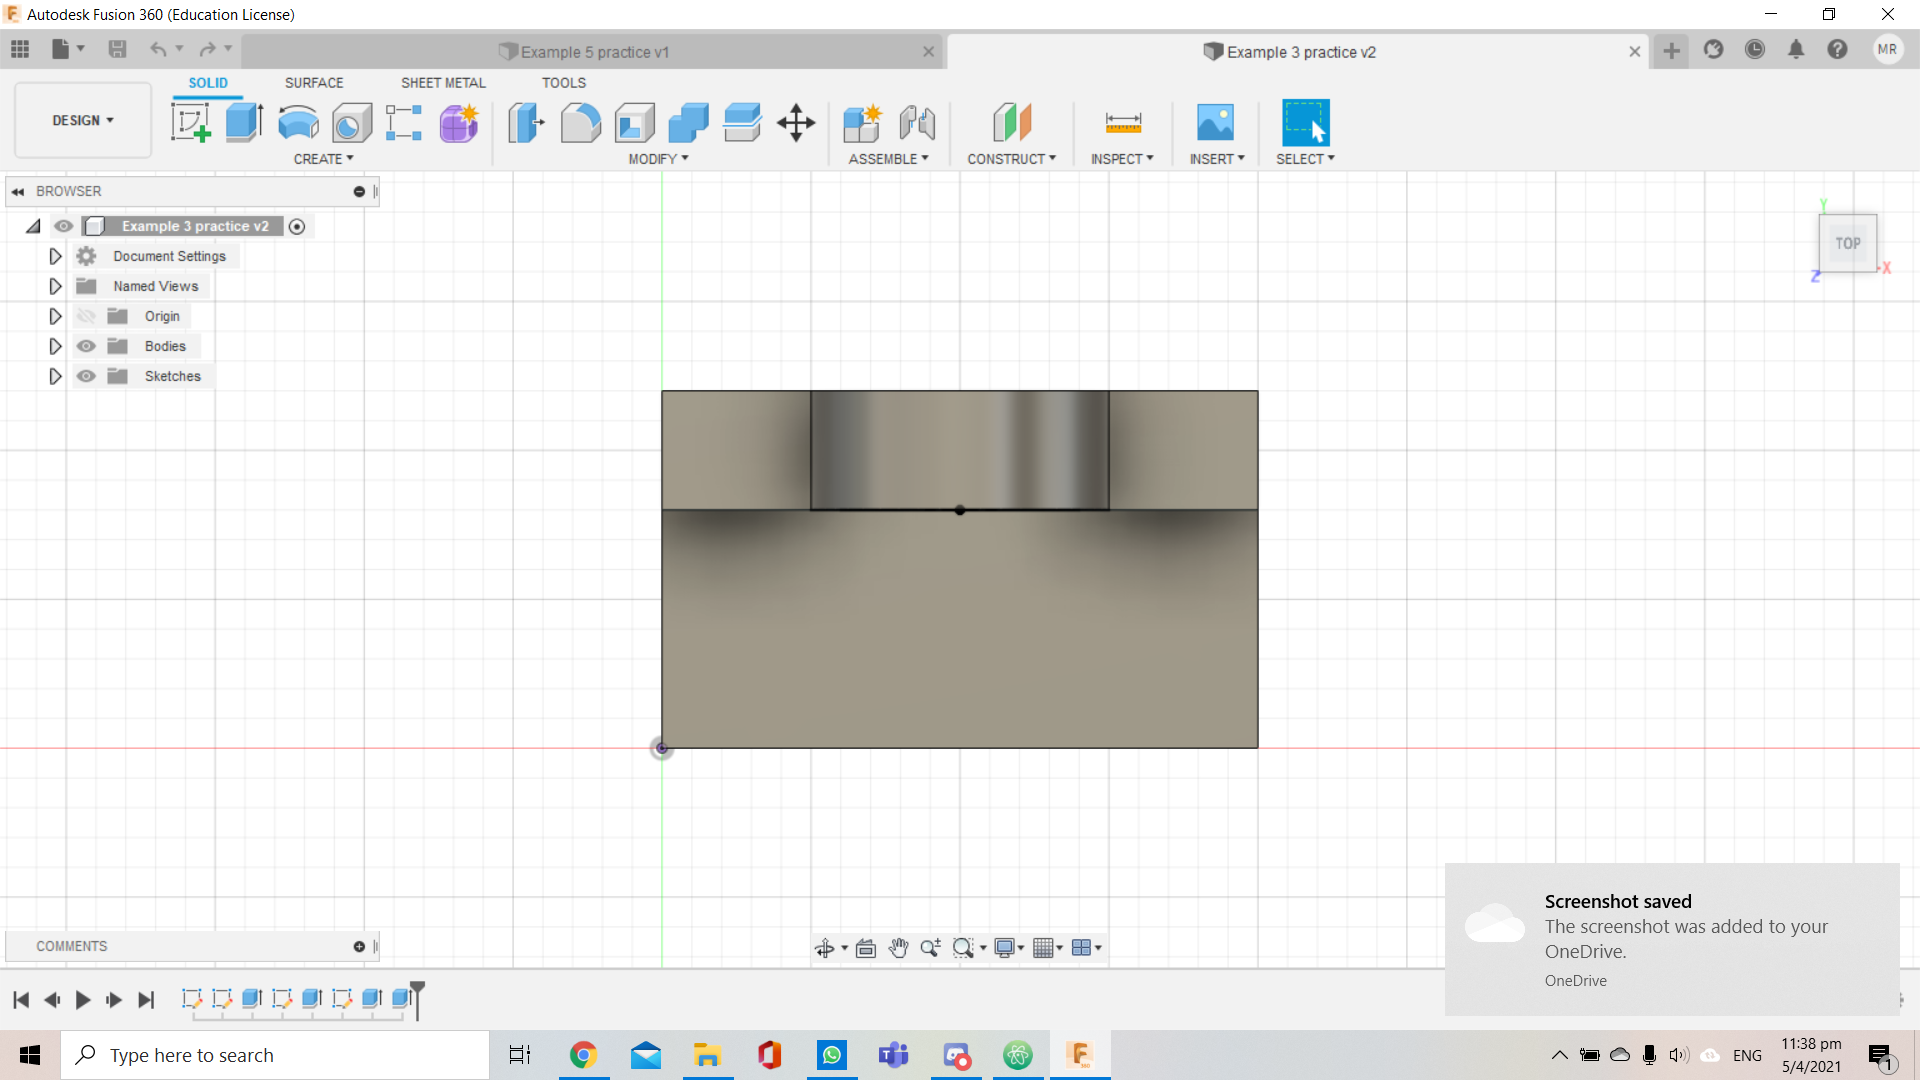 Autodesk Fusion 360 (Education License)
Example 5 practice v1
Example 3 practice v2
MR
DESIGN
SOLID
SURFACE
SHEET METAL
TOOLS
CREATE
MODIFY
ASSEMBLE
CONSTRUCT
INSPECT
INSERT
SELECT
BROWSER
Example 3 practice v2
Document Settings
Named Views
Origin
Bodies
Sketches
Y
TOP
X
Z
Screenshot saved
The screenshot was added to your
OneDrive.
OneDrive
COMMENTS
Type here to search
ENG
11:38 pm
5/4/2021
1